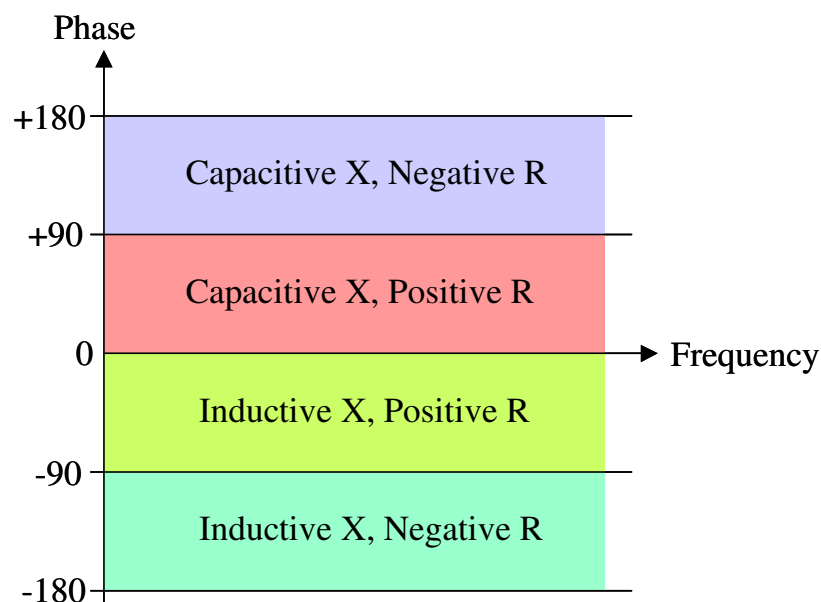 Phase
+180
Capacitive X, Negative R
+90
Capacitive X, Positive R
0
Frequency
Inductive X, Positive R
-90
Inductive X, Negative R
-180